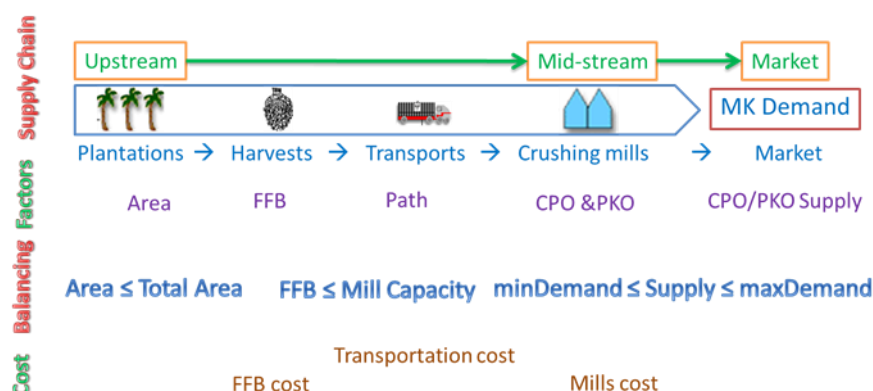 Supply Chain
Upstream → Mid-stream → Market
MK Demand
Plantations → Harvests → Transports → Crushing mills → Market
Factors
Area FFB Path CPO &PKO CPO/PKO Supply
Balancing
Area ≤ Total Area FFB ≤ Mill Capacity minDemand ≤ Supply ≤ maxDemand
Cost
Transportation cost
FFB cost Mills cost